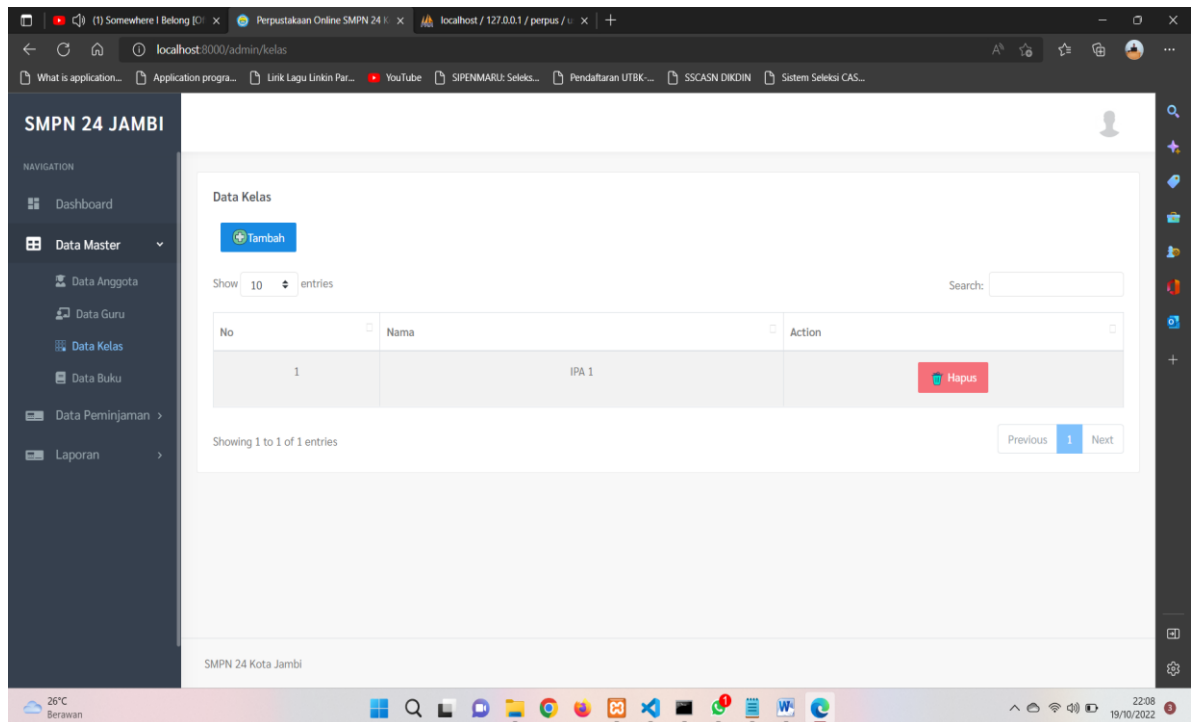 (1) Somewhere I Belong [O
Perpustakaan Online SMPN 24 K
localhost / 127.0.0.1 / perpus / u
localhost:8000/admin/kelas
What is application...
Application progra...
Lirik Lagu Linkin Par...
YouTube
SIPENMARU: Seleks...
Pendaftaran UTBK-...
SSCASN DIKDIN
Sistem Seleksi CAS...
SMPN 24 JAMBI
NAVIGATION
Dashboard
Data Master
Data Anggota
Data Guru
Data Kelas
Data Buku
Data Peminjaman
Laporan
Data Kelas
Tambah
Show 10 entries
Search:
No Nama Action
1 IPA 1 Hapus
Showing 1 to 1 of 1 entries
Previous 1 Next
SMPN 24 Kota Jambi
26°C
Berawan
22:08
19/10/2022
3